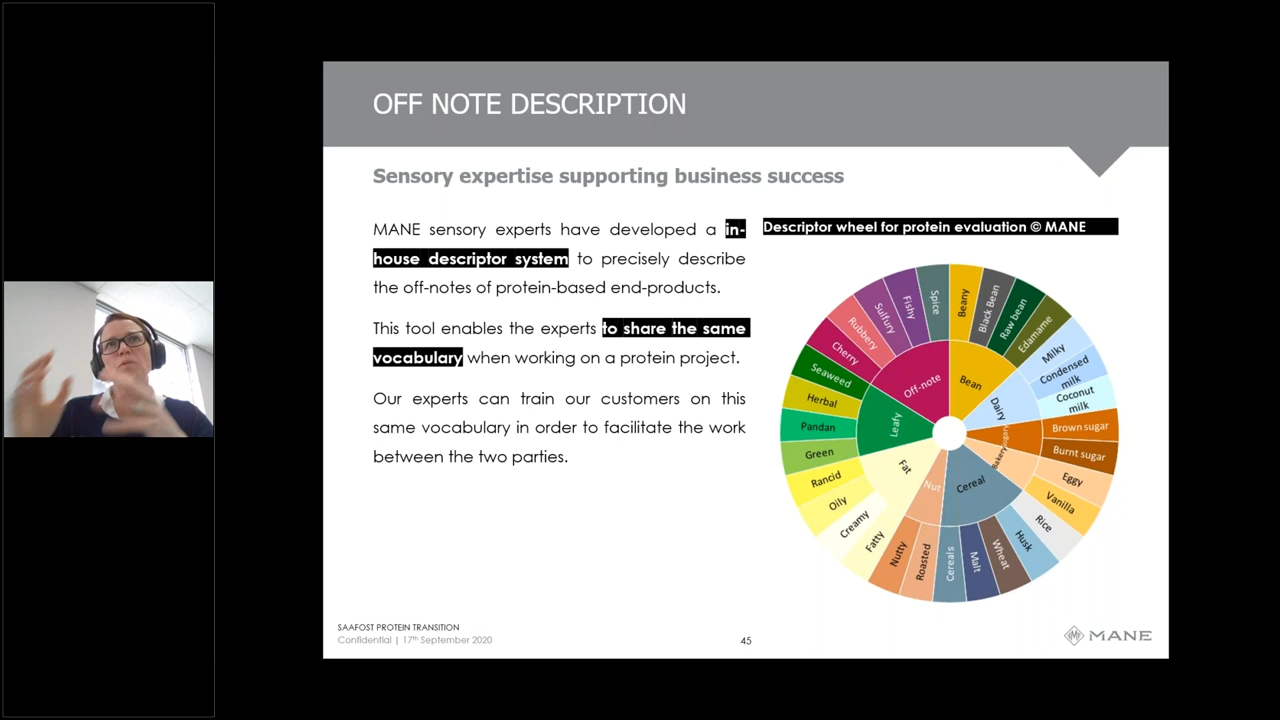 OFF NOTE DESCRIPTION
Sensory expertise supporting business success
MANE sensory experts have developed a in-
house descriptor system to precisely describe
the off-notes of protein-based end-products.
This tool enables the experts to share the same
vocabulary when working on a protein project.
Our experts can train our customers on this
same vocabulary in order to facilitate the work
between the two parties.
Descriptor wheel for protein evaluation © MANE
Beany
Black Bean
Raw bean
Edamame
Milky
Condensed
milk
Coconut
milk
Brown sugar
Burnt sugar
Eggy
Vanilla
Rice
Husk
Wheat
Malt
Cereals
Roasted
Nutty
Fatty
Creamy
Oily
Rancid
Green
Pandan
Herbal
Seaweed
Cherry
Rubbery
Sulfury
Fishy
Spice
Bean
Dairy
sugary
Bakery
Cereal
Nut
Fat
Leafy
Off-note
SAAFOST PROTEIN TRANSITION
Confidential | 17th September 2020
45
MANE